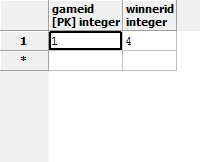 gameid winnerid
[PK] integer integer
1 1 4
*